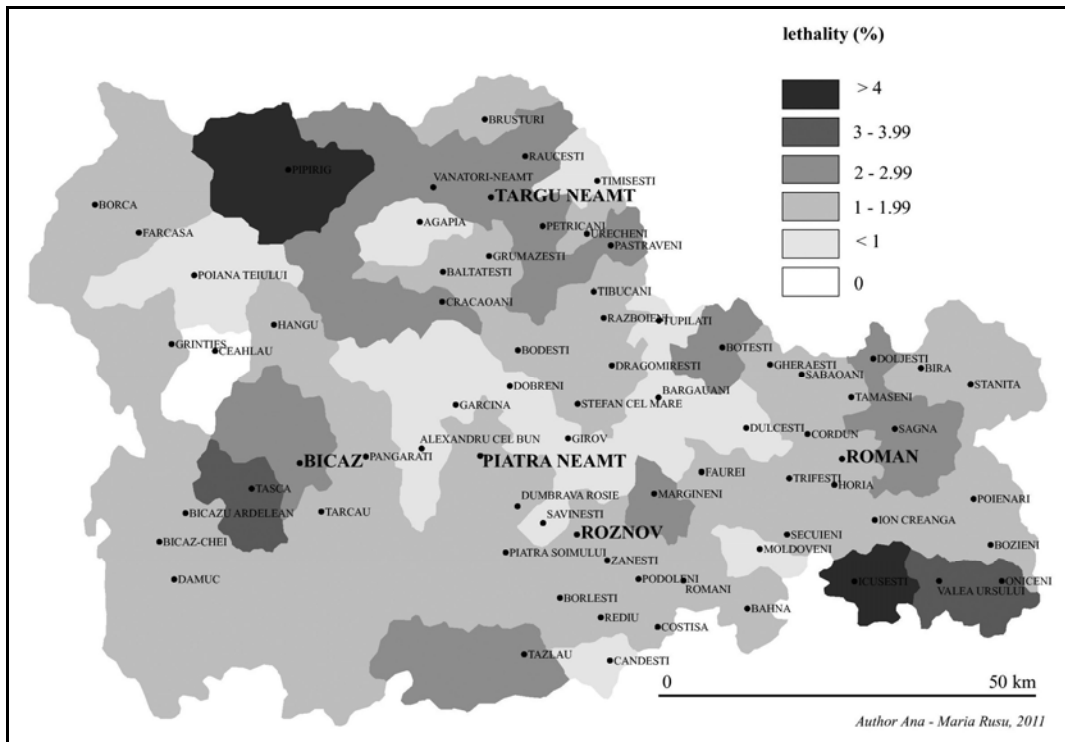 lethality (%)
> 4
3 - 3.99
2 - 2.99
1 - 1.99
< 1
0
BRUSTURI
RAUCESTI
PIPIRIG
VANATORI-NEAMT
TIMISESTI
TARGU NEAMT
BORCA
AGAPIA
PETRICANI
FARCASA
URECHENI
PASTRAVENI
GRUMAZESTI
POIANA TEIULUI
BALTATESTI
TIBUCANI
CRACAOANI
HANGU
RAZBOIENI
TUPILATI
GRINTIES
CEAHLAU
BODESTI
BOTESTI
DOLJESTI
DRAGOMIRESTI
GHERAESTI
BIRA
SABAOANI
STANITA
DOBRENI
BARGAUANI
TAMASENI
GARCINA
STEFAN CEL MARE
DULCESTI
CORDUN
SAGNA
ALEXANDRU CEL BUN
GIROV
BICAZ
PANGARATI
PIATRA NEAMT
ROMAN
FAUREI
TRIFESTI
HORIA
TASCA
DUMBRAVA ROSIE
MARGINENI
POIENARI
BICAZU ARDELEAN
TARCAU
SAVINESTI
ION CREANGA
ROZNOV
SECUIENI
BICAZ-CHEI
MOLDOVENI
BOZIENI
PIATRA SOIMULUI
ZANESTI
DAMUC
PODOLENI
ROMANI
ICUSESTI
VALEA URSULUI
ONICENI
BORLESTI
BAHNA
REDIU
COSTISA
TAZLAU
CANDESTI
0
50 km
Author Ana - Maria Rusu, 2011